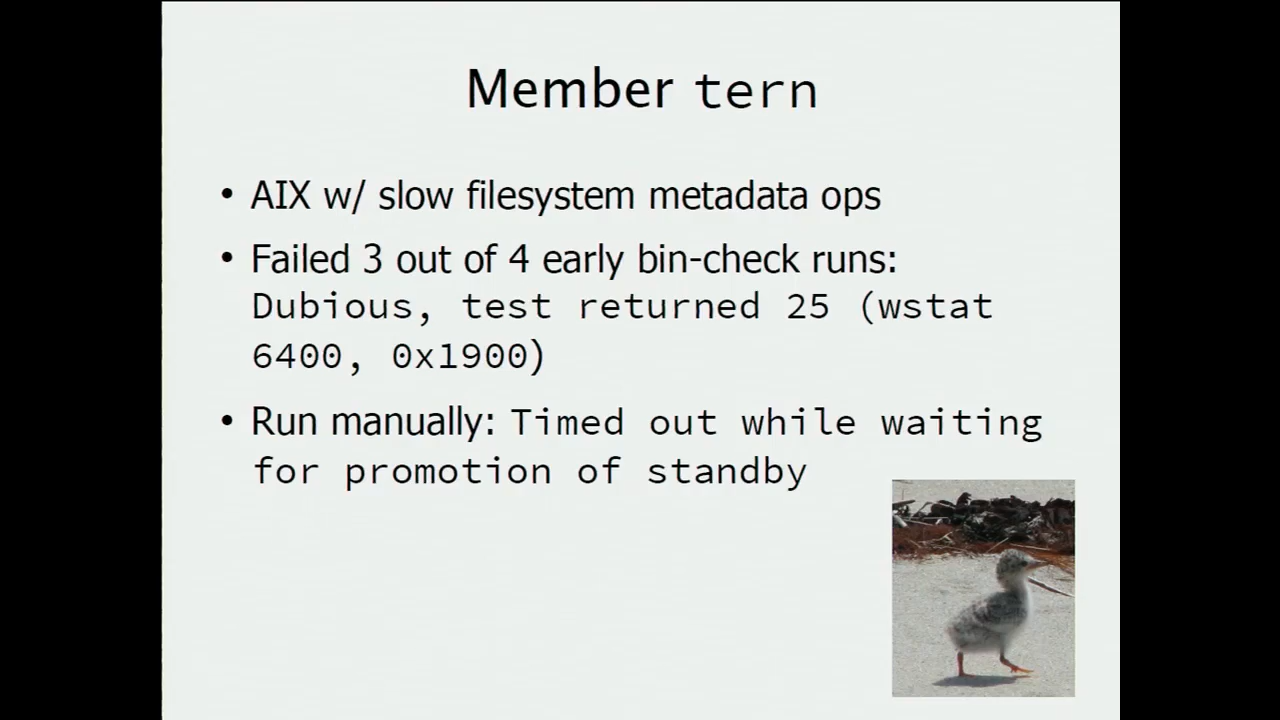 Member tern
• AIX w/ slow filesystem metadata ops
• Failed 3 out of 4 early bin-check runs:
Dubious, test returned 25 (wstat
6400, 0x1900)
• Run manually: Timed out while waiting
for promotion of standby